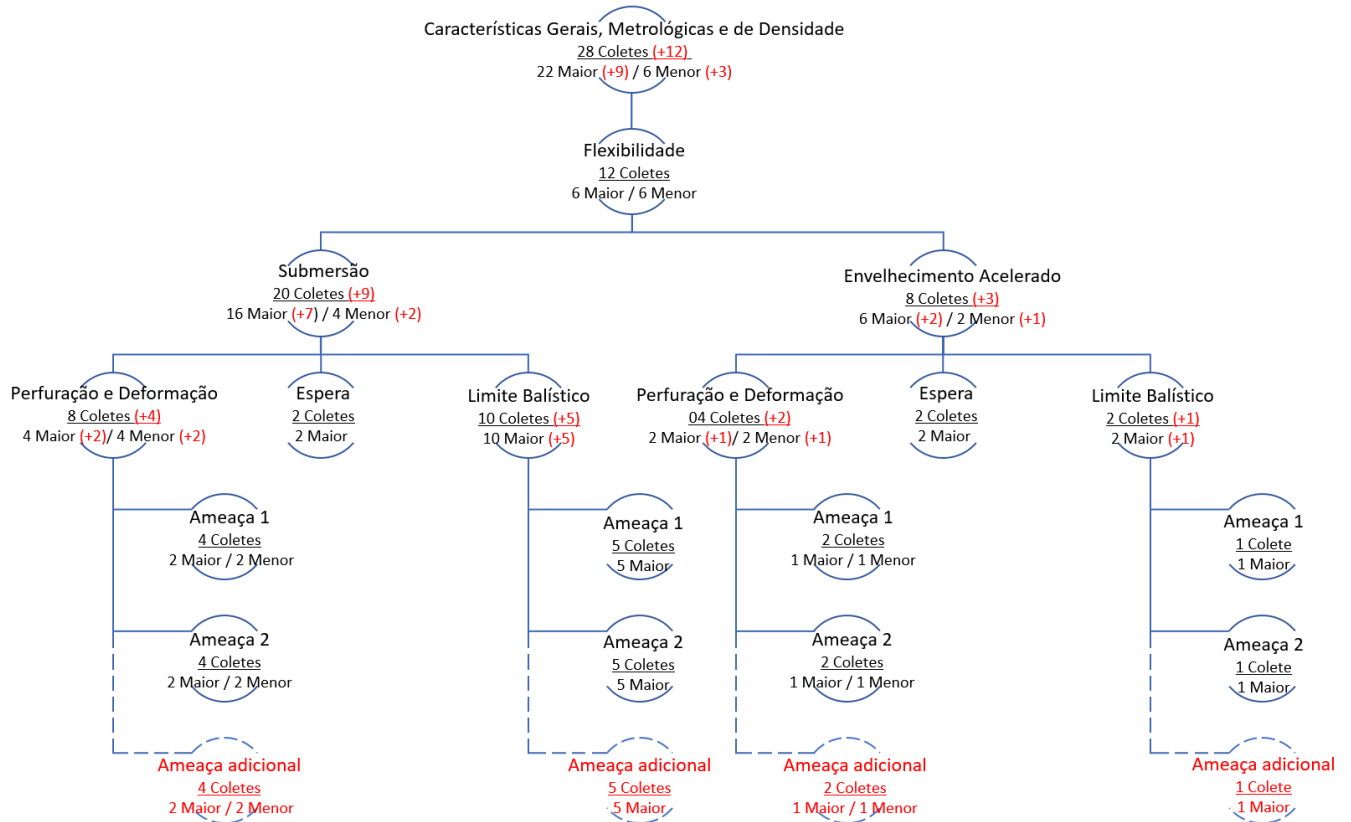 Características Gerais, Metrológicas e de Densidade
28 Coletes (+12)
22 Maior (+9) / 6 Menor (+3)
Flexibilidade
12 Coletes
6 Maior / 6 Menor
Submersão
20 Coletes (+9)
16 Maior (+7) / 4 Menor (+2)
Envelhecimento Acelerado
8 Coletes (+3)
6 Maior (+2) / 2 Menor (+1)
Perfuração e Deformação
8 Coletes (+4)
4 Maior (+2)/ 4 Menor (+2)
Espera
2 Coletes
2 Maior
Limite Balístico
10 Coletes (+5)
10 Maior (+5)
Perfuração e Deformação
04 Coletes (+2)
2 Maior (+1)/ 2 Menor (+1)
Espera
2 Coletes
2 Maior
Limite Balístico
2 Coletes (+1)
2 Maior (+1)
Ameaça 1
4 Coletes
2 Maior / 2 Menor
Ameaça 1
5 Coletes
5 Maior
Ameaça 1
2 Coletes
1 Maior / 1 Menor
Ameaça 1
1 Colete
1 Maior
Ameaça 2
4 Coletes
2 Maior / 2 Menor
Ameaça 2
5 Coletes
5 Maior
Ameaça 2
2 Coletes
1 Maior / 1 Menor
Ameaça 2
1 Colete
1 Maior
Ameaça adicional
4 Coletes
2 Maior / 2 Menor
Ameaça adicional
5 Coletes
5 Maior
Ameaça adicional
2 Coletes
1 Maior / 1 Menor
Ameaça adicional
1 Colete
1 Maior